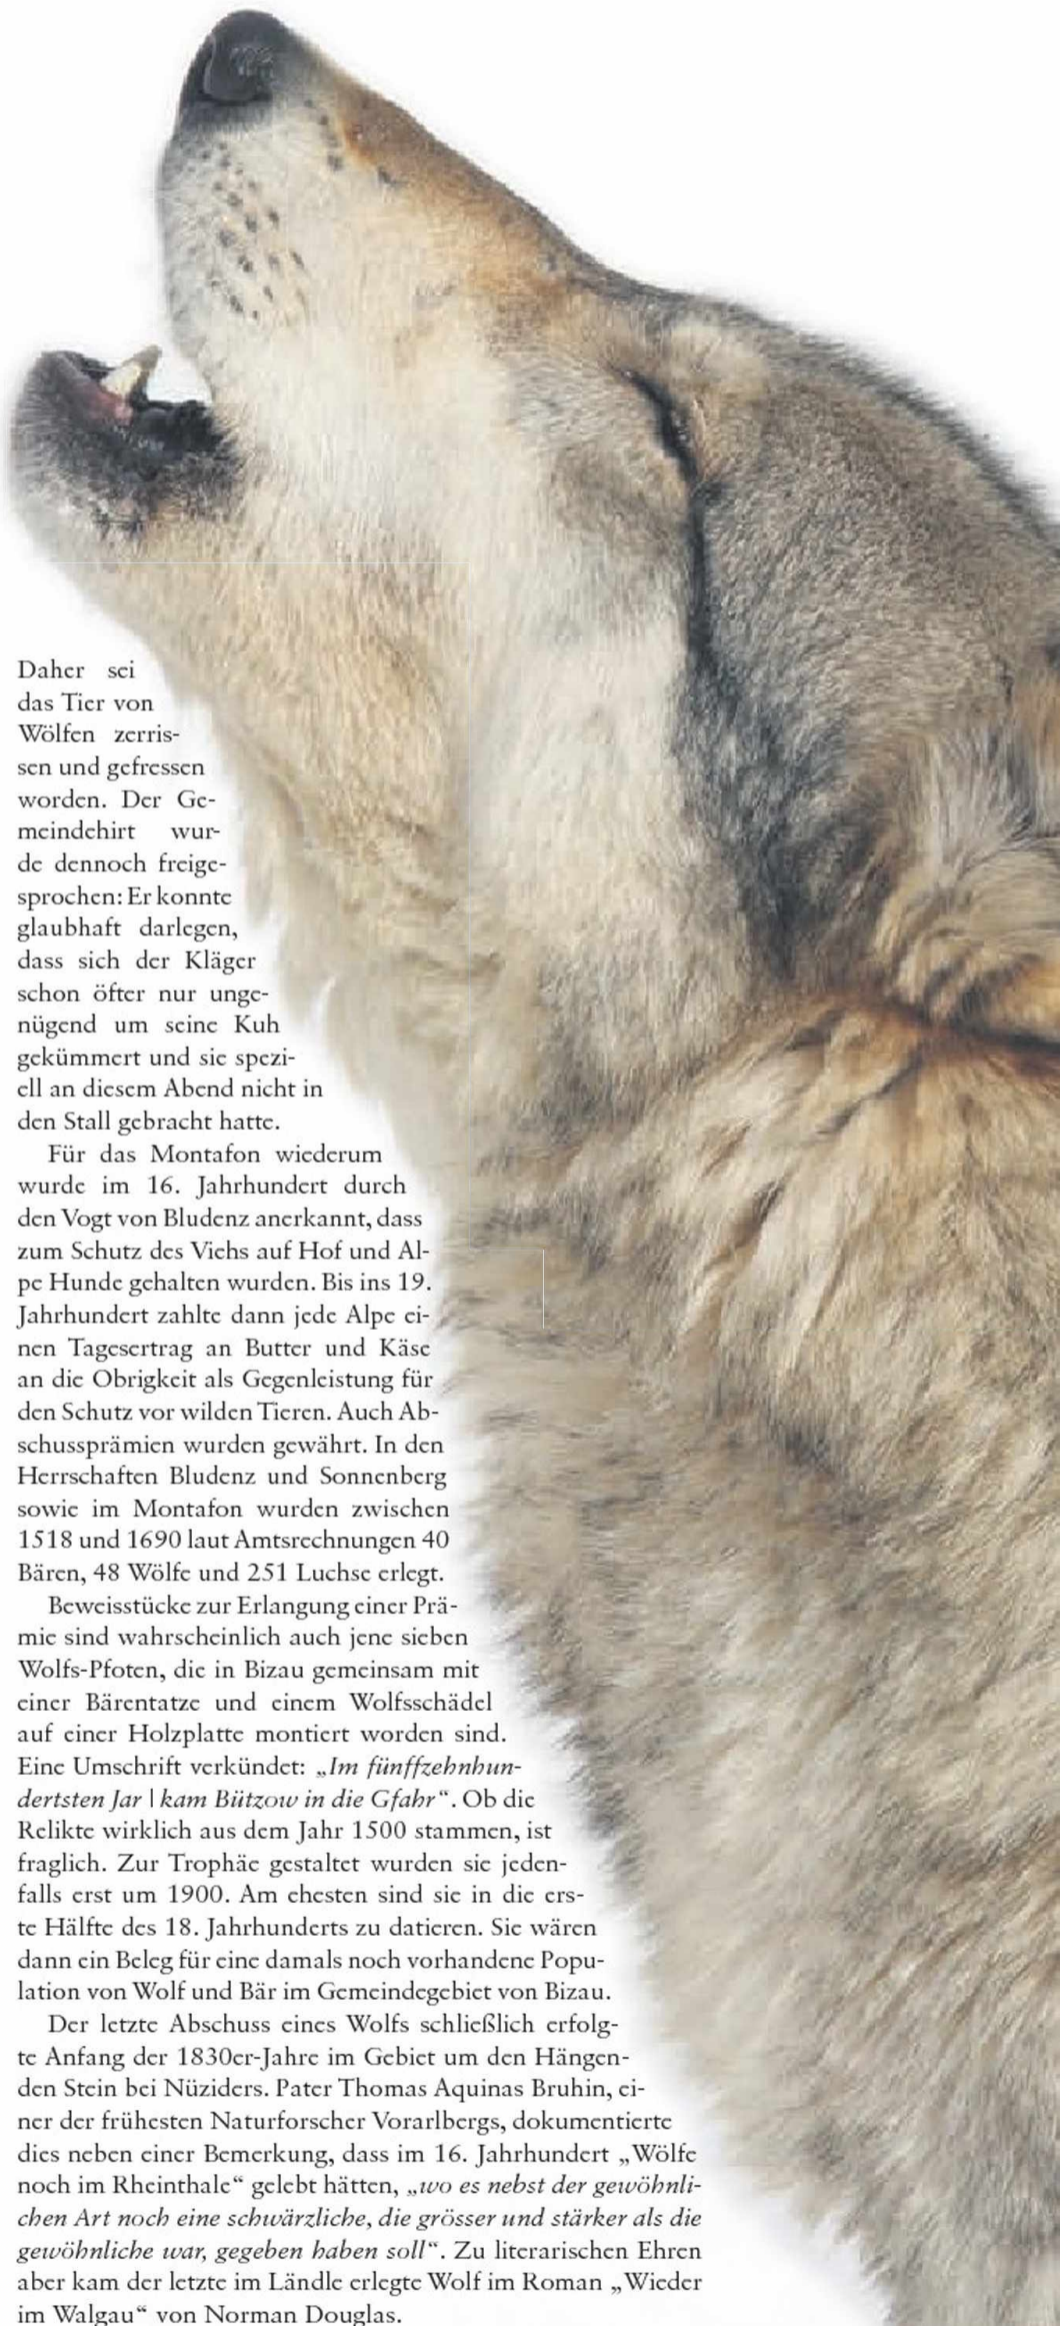 Daher sei
das Tier von
Wölfen zerris-
sen und gefressen
worden. Der Ge-
meindehirt wur-
de dennoch freige-
sprochen: Er konnte
glaubhaft darlegen,
dass sich der Kläger
schon öfter nur unge-
nügend um seine Kuh
gekümmert und sie spezi-
ell an diesem Abend nicht in
den Stall gebracht hatte.
Für das Montafon wiederum
wurde im 16. Jahrhundert durch
den Vogt von Bludenz anerkannt, dass
zum Schutz des Viehs auf Hof und Al-
pe Hunde gehalten wurden. Bis ins 19.
Jahrhundert zahlte dann jede Alpe ei-
nen Tagesertrag an Butter und Käse
an die Obrigkeit als Gegenleistung für
den Schutz vor wilden Tieren. Auch Ab-
schussprämien wurden gewährt. In den
Herrschaften Bludenz und Sonnenberg
sowie im Montafon wurden zwischen
1518 und 1690 laut Amtsrechnungen 40
Bären, 48 Wölfe und 251 Luchse erlegt.
Beweisstücke zur Erlangung einer Prä-
mie sind wahrscheinlich auch jene sieben
Wolfs-Pfoten, die in Bizau gemeinsam mit
einer Bärentatze und einem Wolfsschädel
auf einer Holzplatte montiert worden sind.
Eine Umschrift verkündet: „Im fünffzehnhun-
dertsten Jar | kam Bützow in die Gfahr“. Ob die
Relikte wirklich aus dem Jahr 1500 stammen, ist
fraglich. Zur Trophäe gestaltet wurden sie jeden-
falls erst um 1900. Am ehesten sind sie in die ers-
te Hälfte des 18. Jahrhunderts zu datieren. Sie wären
dann ein Beleg für eine damals noch vorhandene Popu-
lation von Wolf und Bär im Gemeindegebiet von Bizau.
Der letzte Abschuss eines Wolfs schließlich erfolg-
te Anfang der 1830er-Jahre im Gebiet um den Hängen-
den Stein bei Nüziders. Pater Thomas Aquinas Bruhin, ei-
ner der frühesten Naturforscher Vorarlbergs, dokumentierte
dies neben einer Bemerkung, dass im 16. Jahrhundert „Wölfe
noch im Rheinthale“ gelebt hätten, „wo es nebst der gewöhnli-
chen Art noch eine schwärzliche, die grösser und stärker als die
gewöhnliche war, gegeben haben soll“. Zu literarischen Ehren
aber kam der letzte im Ländle erlegte Wolf im Roman „Wieder
im Walgau“ von Norman Douglas.